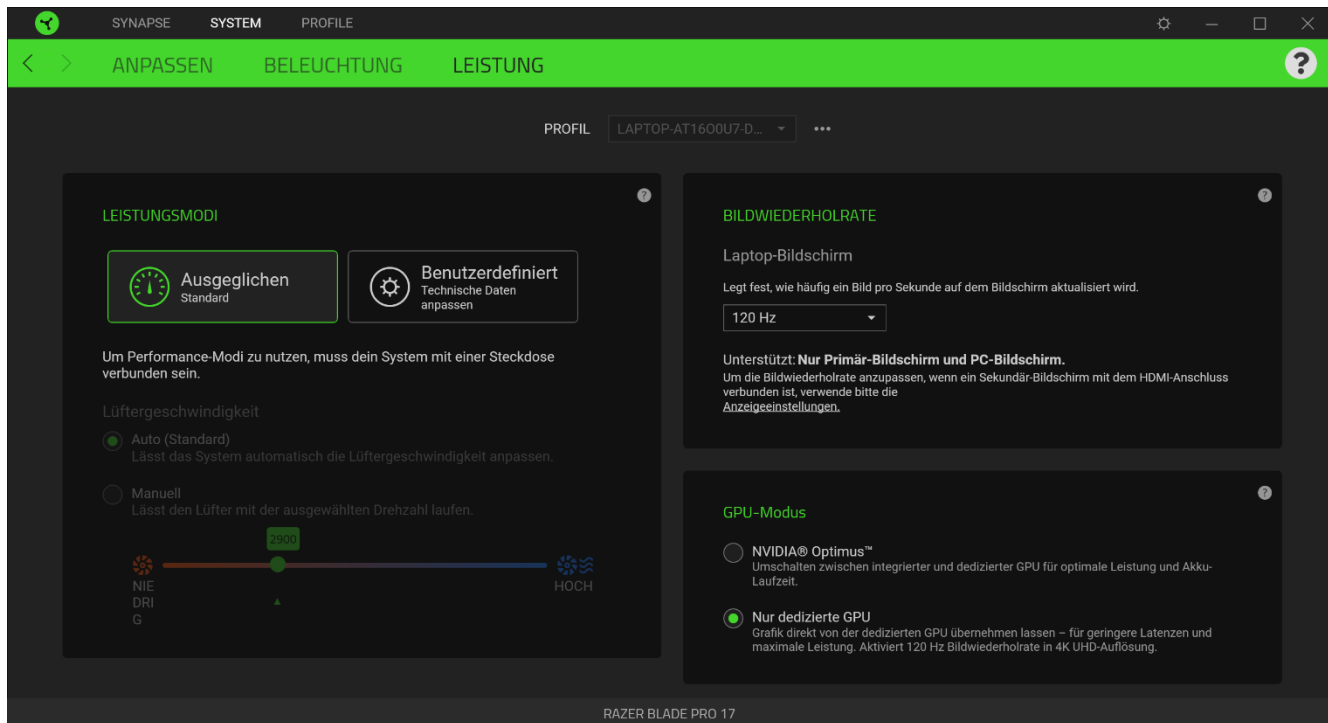 SYNAPSE SYSTEM PROFILE
ANPASSEN BELEUCHTUNG LEISTUNG
PROFIL LAPTOP-AT16O0U7-D...
LEISTUNGSMODI
Ausgeglichen
Standard
Benutzerdefiniert
Technische Daten
anpassen
Um Performance-Modi zu nutzen, muss dein System mit einer Steckdose
verbunden sein.
Lüftergeschwindigkeit
Auto (Standard)
Lässt das System automatisch die Lüftergeschwindigkeit anpassen.
Manuell
Lässt den Lüfter mit der ausgewählten Drehzahl laufen.
2900
NIE
DRI
G
HOCH
BILDWIEDERHOLRATE
Laptop-Bildschirm
Legt fest, wie häufig ein Bild pro Sekunde auf dem Bildschirm aktualisiert wird.
120 Hz
Unterstützt: Nur Primär-Bildschirm und PC-Bildschirm.
Um die Bildwiederholrate anzupassen, wenn ein Sekundär-Bildschirm mit dem HDMI-Anschluss
verbunden ist, verwende bitte die
Anzeigeeinstellungen.
GPU-Modus
NVIDIA® Optimus™
Umschalten zwischen integrierter und dedizierter GPU für optimale Leistung und Akku-
Laufzeit.
Nur dedizierte GPU
Grafik direkt von der dedizierten GPU übernehmen lassen – für geringere Latenzen und
maximale Leistung. Aktiviert 120 Hz Bildwiederholrate in 4K UHD-Auflösung.
RAZER BLADE PRO 17